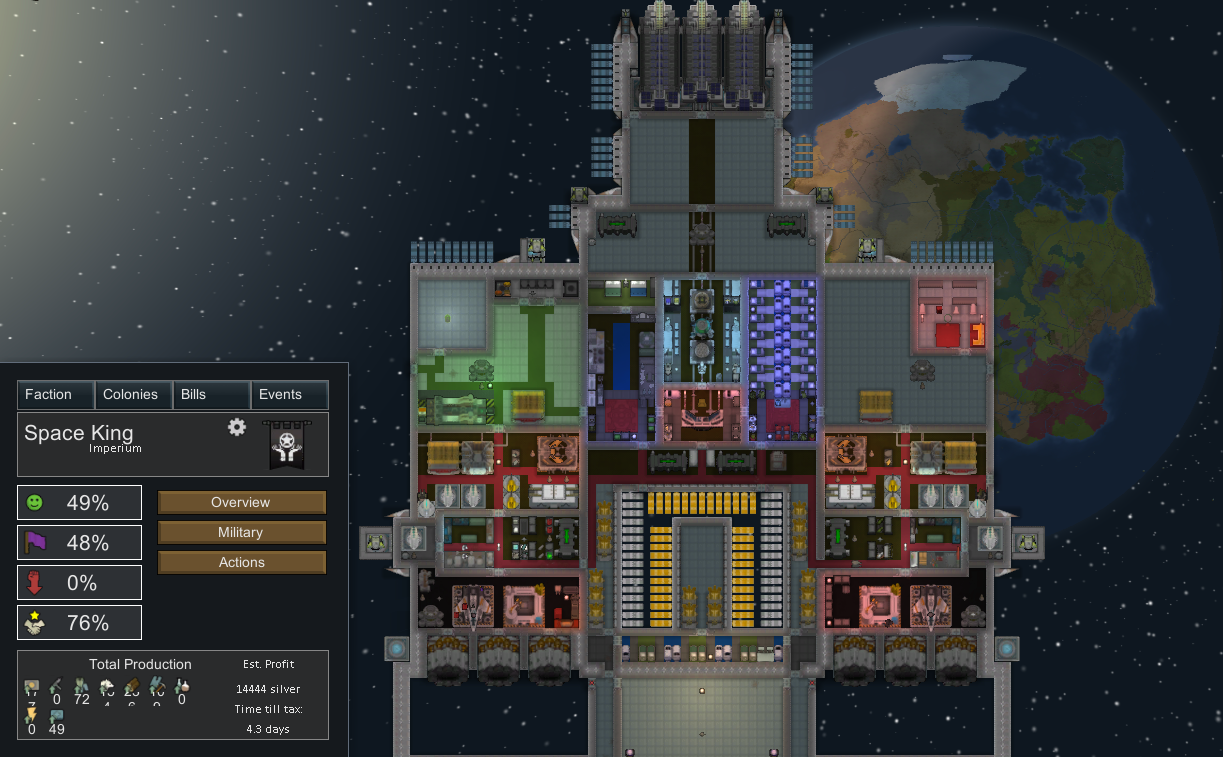 Faction Colonies Bills Events
Space King
Imperium
49%
48%
0%
76%
Overview
Military
Actions
Total Production
0 72 0
0 49
Est. Profit
14444 silver
Time till tax:
4.3 days